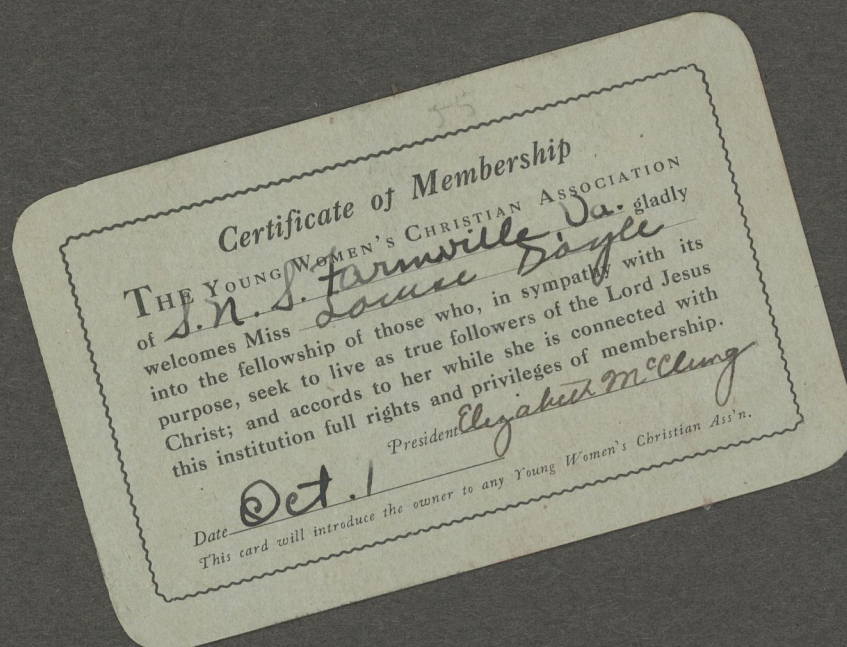 55
Certificate of Membership
THE YOUNG WOMEN'S CHRISTIAN ASSOCIATION
of S. N. S. Farmville, Va. gladly
welcomes Miss Louise Doyle
into the fellowship of those who, in sympathy with its
purpose, seek to live as true followers of the Lord Jesus
Christ; and accords to her while she is connected with
this institution full rights and privileges of membership.
President Elizabeth McClung
Date Oct. 1
This card will introduce the owner to any Young Women's Christian Ass'n.